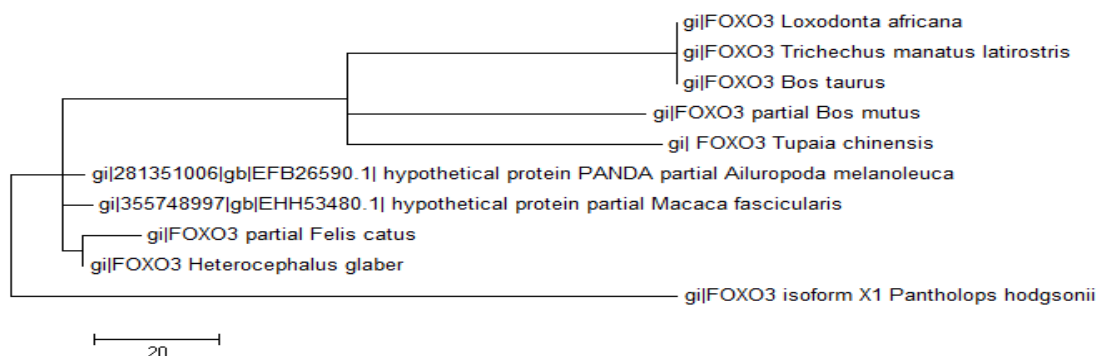 gi|FOXO3 Loxodonta africana
gi|FOXO3 Trichechus manatus latirostris
gi|FOXO3 Bos taurus
gi|FOXO3 partial Bos mutus
gi| FOXO3 Tupaia chinensis
gi|281351006|gb|EFB26590.1| hypothetical protein PANDA partial Ailuropoda melanoleuca
gi|355748997|gb|EHH53480.1| hypothetical protein partial Macaca fascicularis
gi|FOXO3 partial Felis catus
gi|FOXO3 Heterocephalus glaber
gi|FOXO3 isoform X1 Pantholops hodgsonii
20